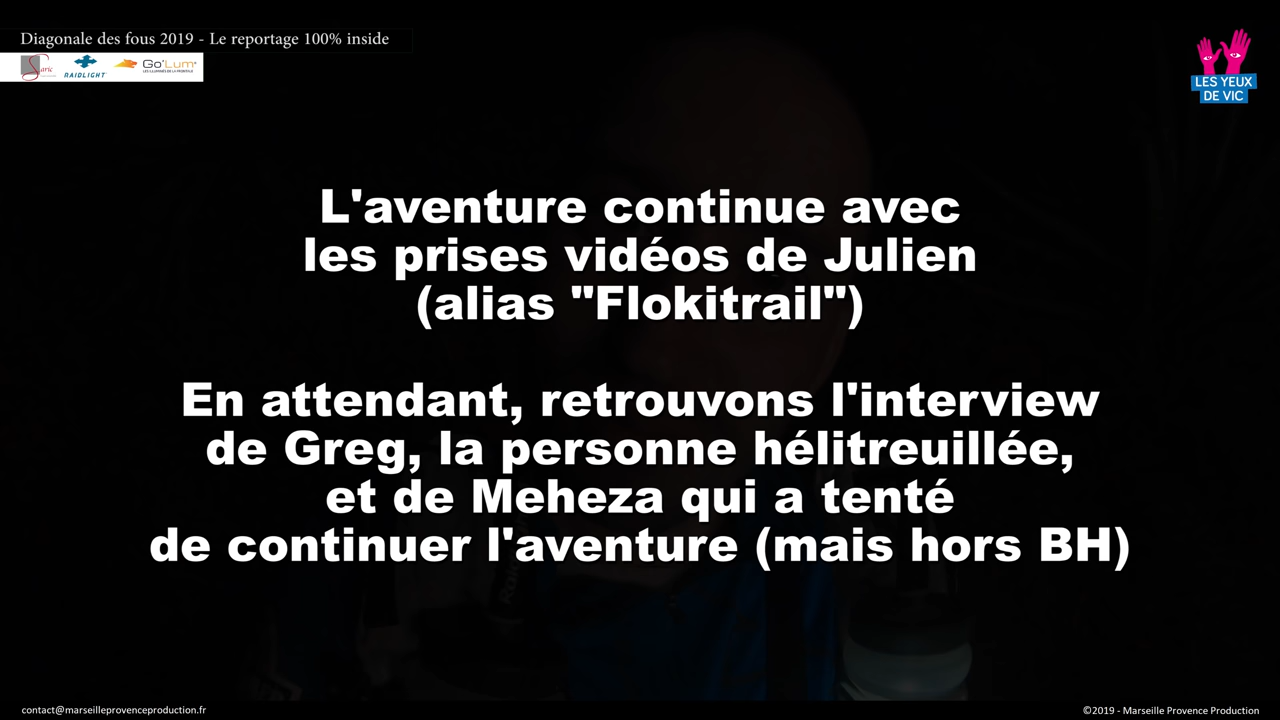 Diagonale des fous 2019 - Le reportage 100% inside
RAIDLIGHT
Go'Lum
LES YEUX
DE VIC
L'aventure continue avec
les prises vidéos de Julien
(alias "Flokitrail")
En attendant, retrouvons l'interview
de Greg, la personne hélitreuillée,
et de Meheza qui a tenté
de continuer l'aventure (mais hors BH)
contact@marseilleprovenceproduction.fr
©2019 - Marseille Provence Production